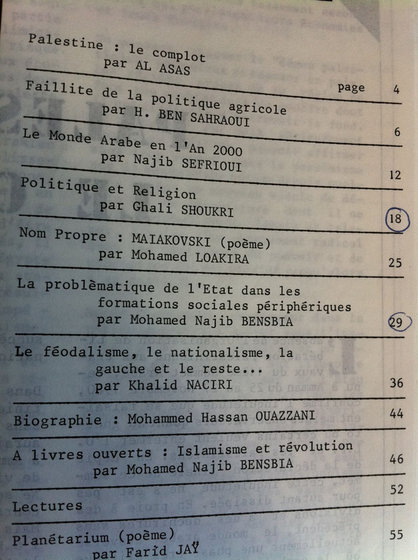 Palestine : le complot
par AL ASAS
page 4
Faillite de la politique agricole
par H. BEN SAHRAOUI 6
Le Monde Arabe en l'An 2000
par Najib SEFRIOUI 12
Politique et Religion
par Ghali SHOUKRI 18
Nom Propre : MAIAKOVSKI (poème)
par Mohamed LOAKIRA 25
La problèmatique de l'Etat dans les
formations sociales périphériques
par Mohamed Najib BENSBIA 29
Le féodalisme, le nationalisme, la
gauche et le reste...
par Khalid NACIRI 36
Biographie : Mohammed Hassan OUAZZANI 44
A livres ouverts : Islamisme et révolution
par Mohamed Najib BENSBIA 46
Lectures 52
Planétarium (poème)
par Farid JAY 55